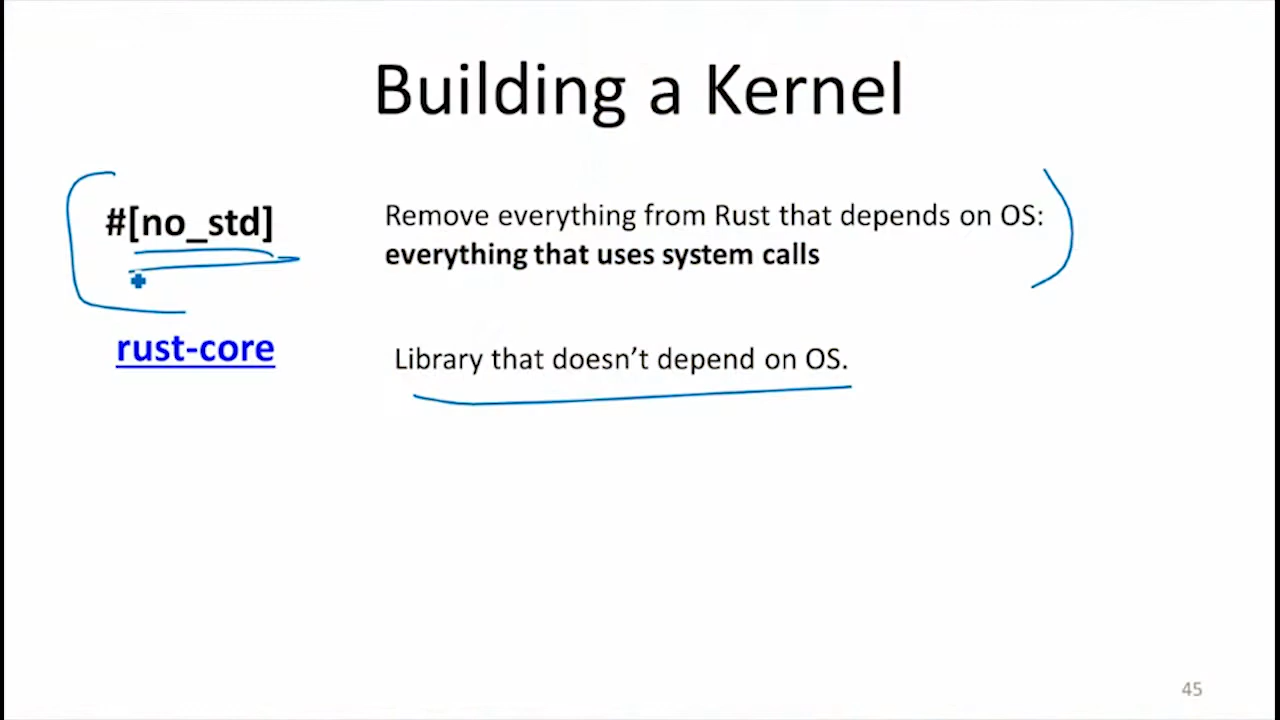 Building a Kernel
#[no_std]
Remove everything from Rust that depends on OS:
everything that uses system calls
rust-core
Library that doesn’t depend on OS.
45